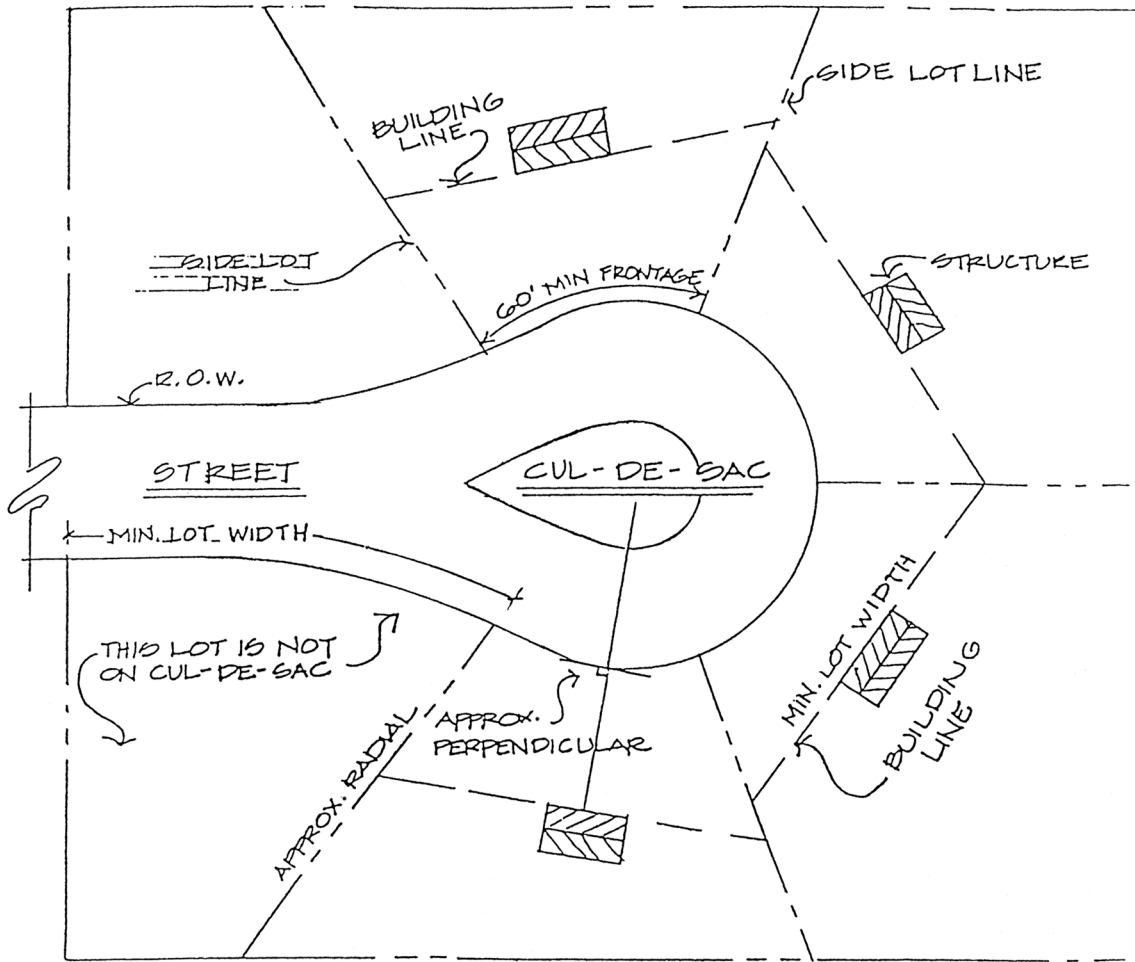 SIDE LOT LINE
BUILDING
LINE
SIDE LOT
LINE
60' MIN FRONTAGE
STRUCTURE
R.O.W.
STREET
CUL-DE-SAC
MIN. LOT WIDTH
THIS LOT IS NOT
ON CUL-DE-SAC
APPROX.
PERPENDICULAR
APPROX. RADIAL
MIN. LOT WIDTH
BUILDING
LINE